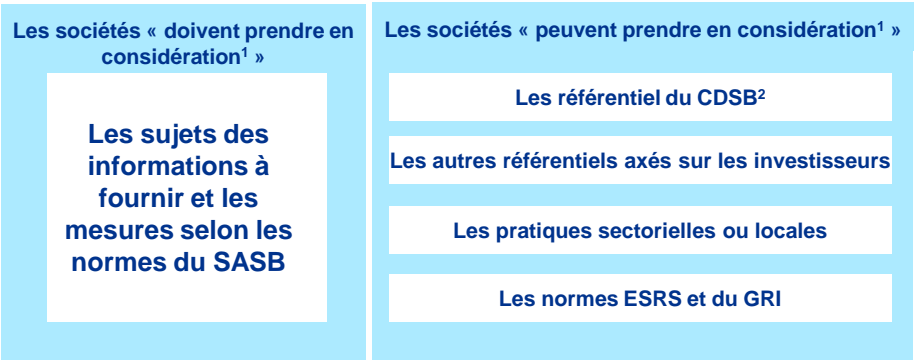 Les sociétés « doivent prendre en
considération¹ »
Les sujets des
informations à
fournir et les
mesures selon les
normes du SASB
Les sociétés « peuvent prendre en considération¹ »
Les référentiel du CDSB²
Les autres référentiels axés sur les investisseurs
Les pratiques sectorielles ou locales
Les normes ESRS et du GRI